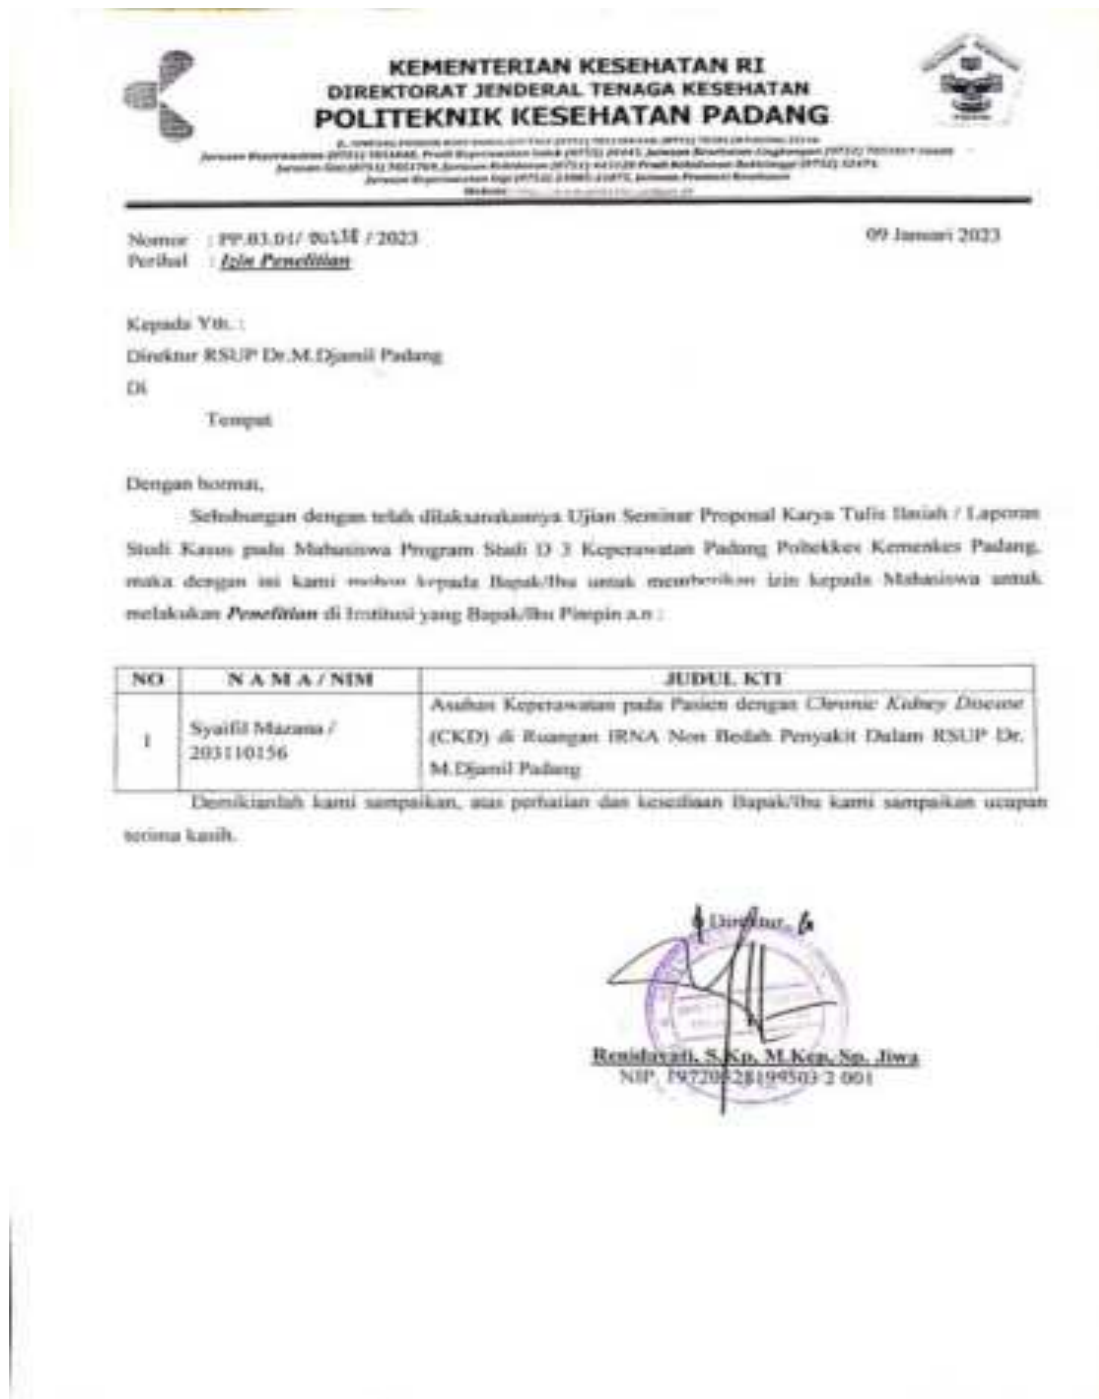 KEMENTERIAN KESEHATAN RI
DIREKTORAT JENDERAL TENAGA KESEHATAN
POLITEKNIK KESEHATAN PADANG
Nomor : PP.03.01/ / 2023
09 Januari 2023
Perihal : Izin Penelitian
Kepada Yth. :
Direktur RSUP Dr.M.Djamil Padang
Di
Tempat
Dengan hormat,
Sehubungan dengan telah dilaksanakannya Ujian Seminar Proposal Karya Tulis Ilmiah / Laporan
Studi Kasus pada Mahasiswa Program Studi D 3 Keperawatan Padang Poltekkes Kemenkes Padang,
maka dengan ini kami mohon kepada Bapak/Ibu untuk memberikan izin kepada Mahasiswa untuk
melakukan Penelitian di Institusi yang Bapak/Ibu Pimpin a.n :
NO N A M A / NIM JUDUL KTI
1 Syaifil Mazana / 203110156
Asuhan Keperawatan pada Pasien dengan Chronic Kidney Disease
(CKD) di Ruangan IRNA Non Bedah Penyakit Dalam RSUP Dr.
M.Djamil Padang
Demikianlah kami sampaikan, atas perhatian dan kesediaan Bapak/Ibu kami sampaikan ucapan
terima kasih.
Direktur,
Renidayati, S.Kp, M.Kep, Sp. Jiwa
NIP. 19720528199503 2 001